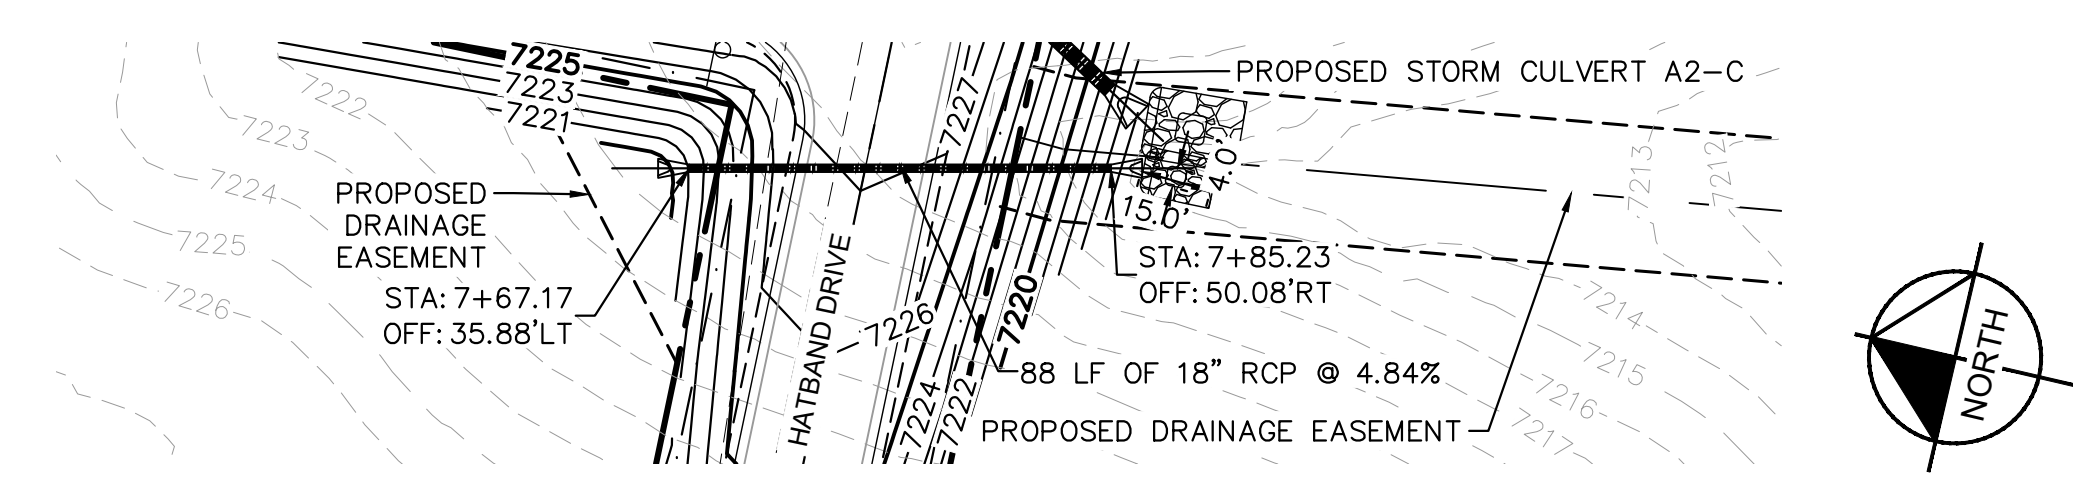 7225
7223
7221
7222
7223
7224
7225
7226
PROPOSED
DRAINAGE
EASEMENT
STA: 7+67.17
OFF: 35.88'LT
HATBAND DRIVE
7227
7226
7224
7222
7220
PROPOSED STORM CULVERT A2-C
4.0'
15.0'
STA: 7+85.23
OFF: 50.08'RT
88 LF OF 18" RCP @ 4.84%
PROPOSED DRAINAGE EASEMENT
7213
7212
7214
7215
7216
7217
NORTH